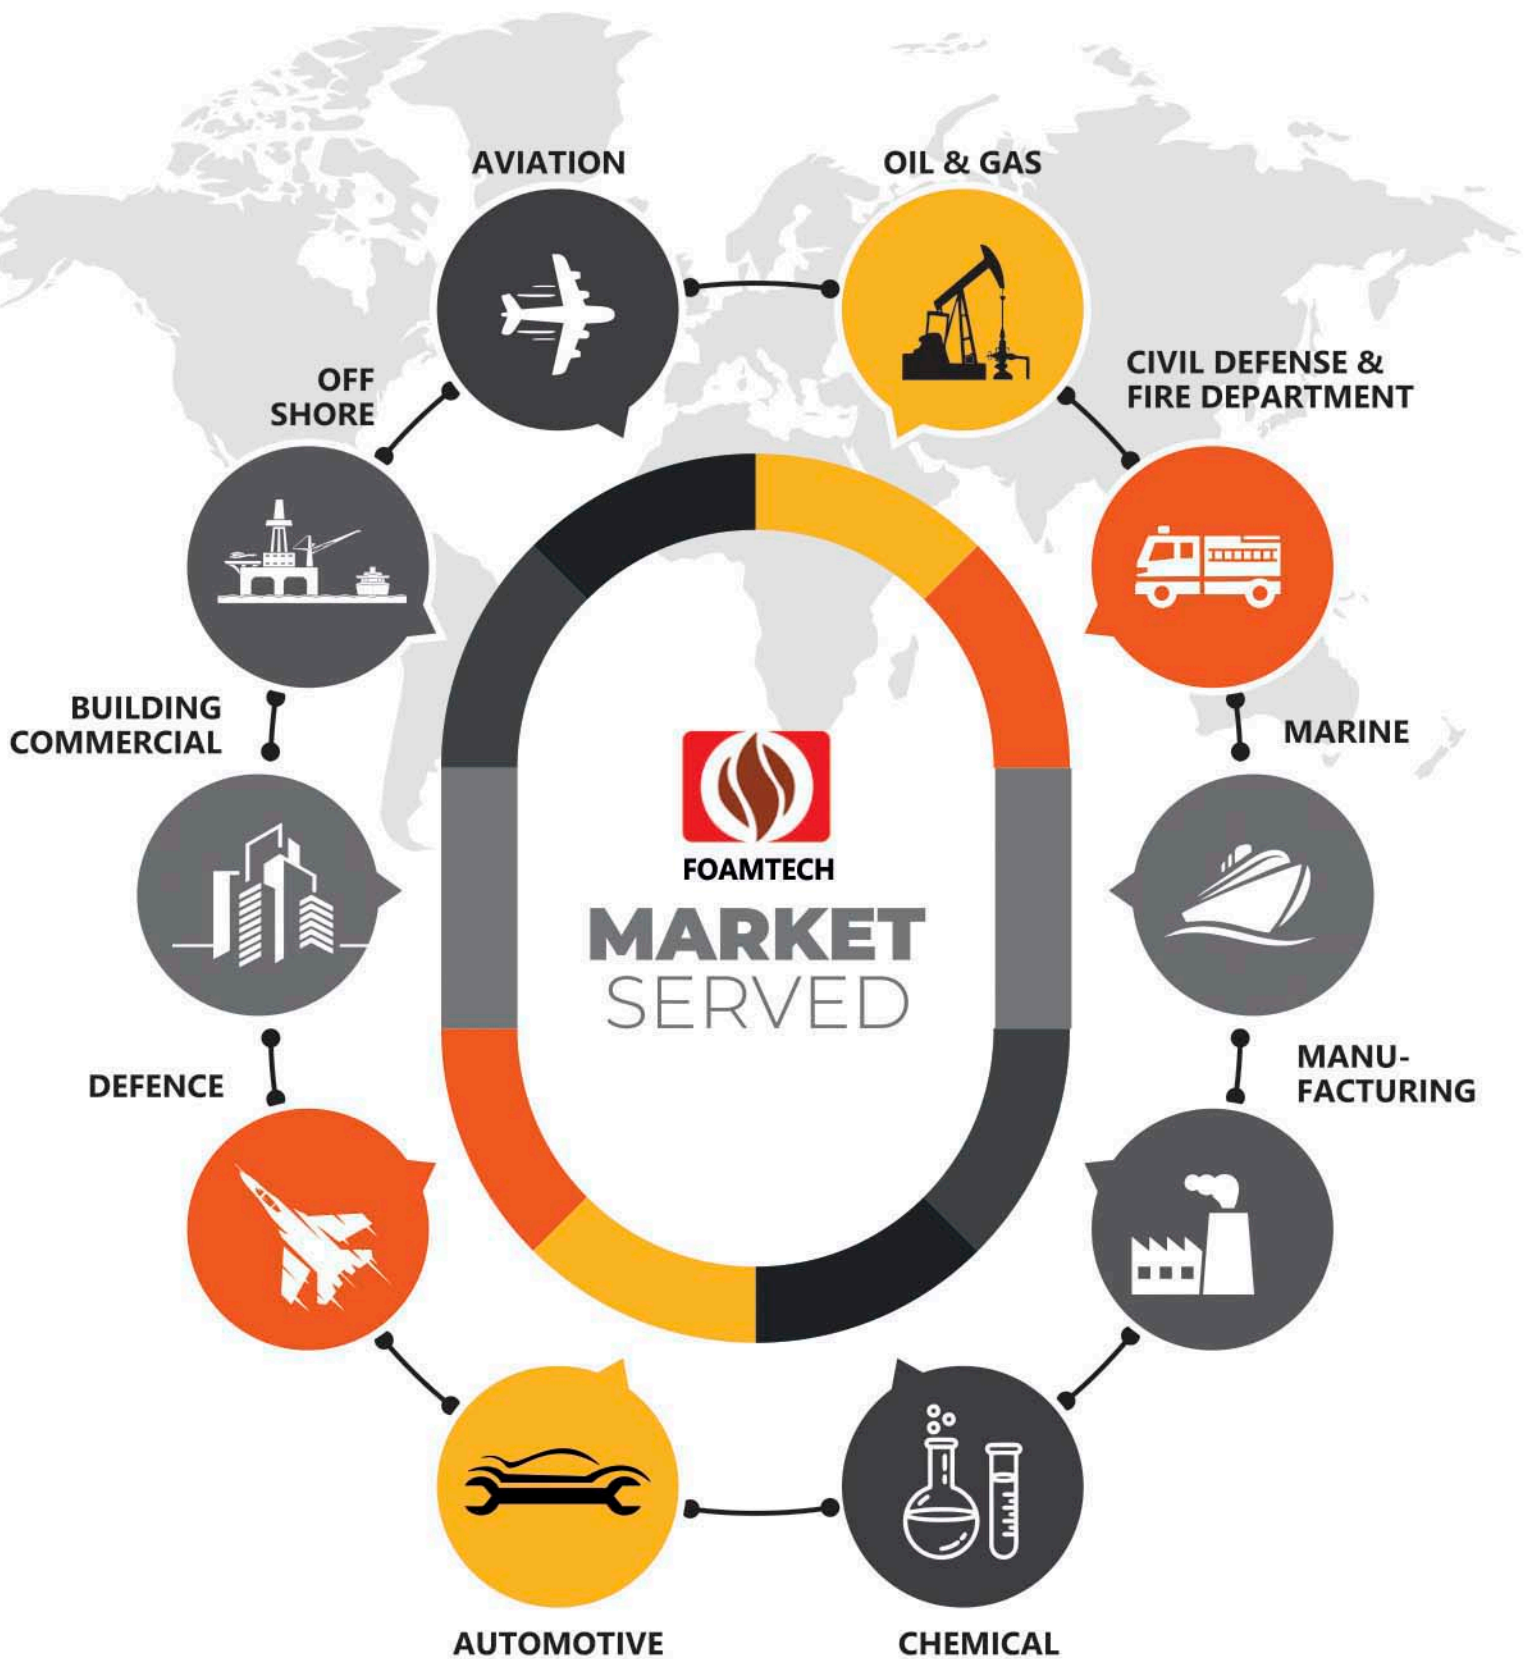 AVIATION
OIL & GAS
CIVIL DEFENSE &
FIRE DEPARTMENT
OFF
SHORE
BUILDING
COMMERCIAL
MARINE
FOAMTECH
MARKET
SERVED
DEFENCE
MANU-
FACTURING
AUTOMOTIVE
CHEMICAL